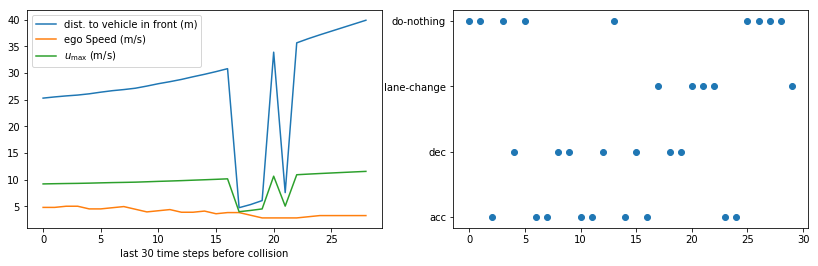 40
35
30
25
20
15
10
5
dist. to vehicle in front (m)
ego Speed (m/s)
u_max (m/s)
0 5 10 15 20 25
last 30 time steps before collision
do-nothing
lane-change
dec
acc
0 5 10 15 20 25 30